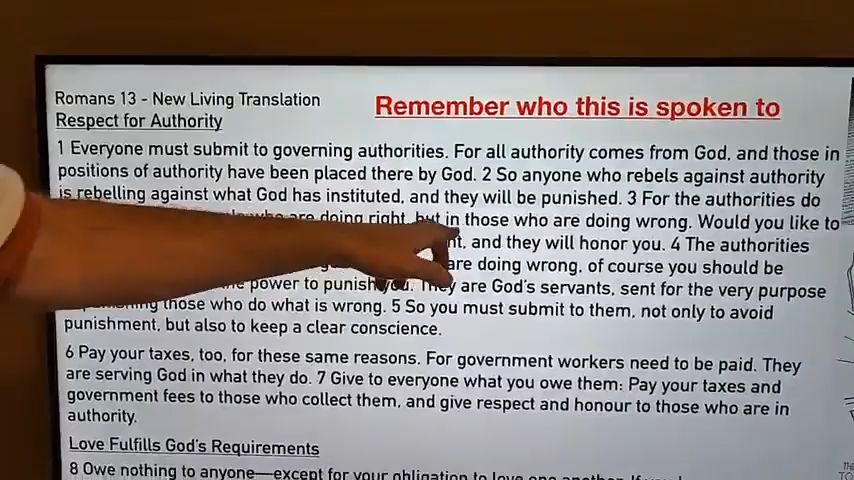 Romans 13 - New Living Translation
Respect for Authority
Remember who this is spoken to
1 Everyone must submit to governing authorities. For all authority comes from God, and those in
positions of authority have been placed there by God. 2 So anyone who rebels against authority
is rebelling against what God has instituted, and they will be punished. 3 For the authorities do
who are doing right, but in those who are doing wrong. Would you like to
and they will honor you. 4 The authorities
are doing wrong, of course you should be
the power to punish you. They are God's servants, sent for the very purpose
punishing those who do what is wrong. 5 So you must submit to them, not only to avoid
punishment, but also to keep a clear conscience.
6 Pay your taxes, too, for these same reasons. For government workers need to be paid. They
are serving God in what they do. 7 Give to everyone what you owe them: Pay your taxes and
government fees to those who collect them, and give respect and honour to those who are in
authority.
Love Fulfills God's Requirements
8 Owe nothing to anyone—except for your obligation to love one another. If